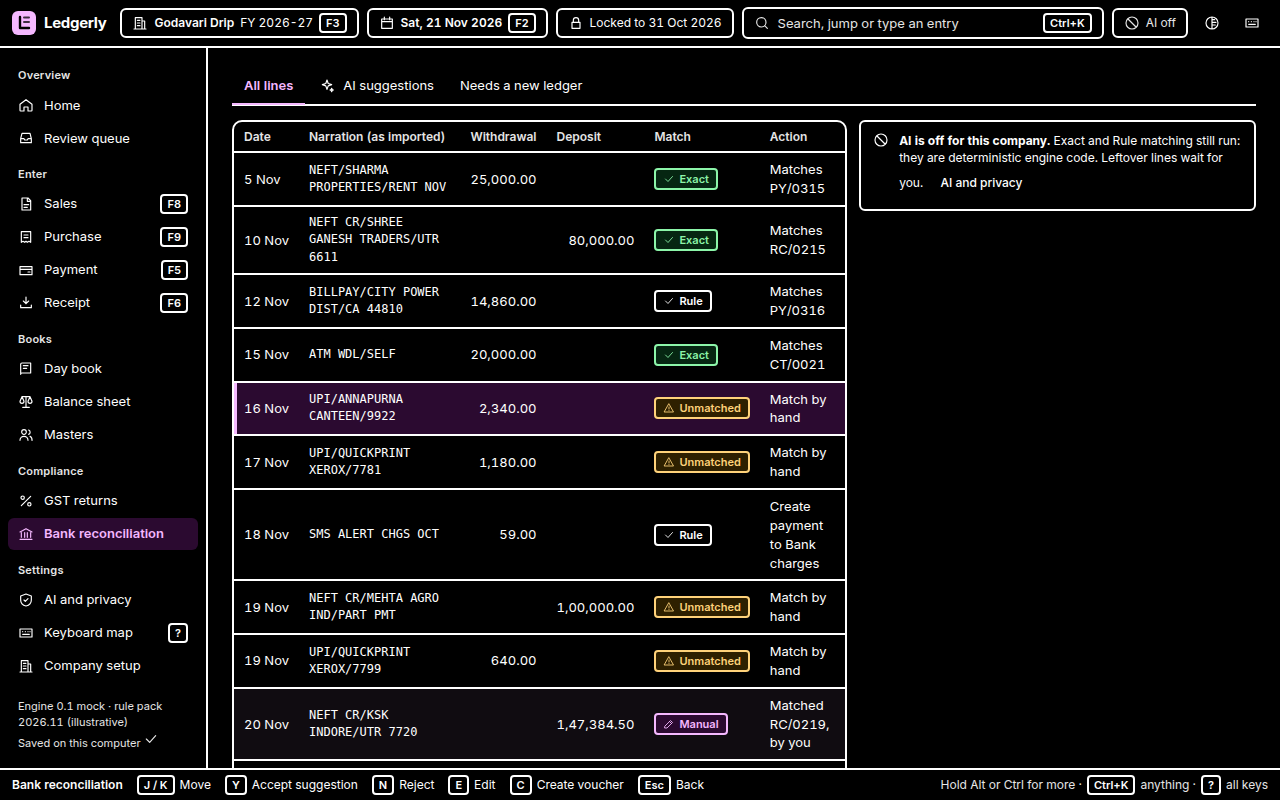 Ledgerly
Godavari Drip FY 2026-27 F3
Sat, 21 Nov 2026 F2
Locked to 31 Oct 2026
Search, jump or type an entry Ctrl+K
AI off
Overview
Home
Review queue
Enter
Sales F8
Purchase F9
Payment F5
Receipt F6
Books
Day book
Balance sheet
Masters
Compliance
GST returns
Bank reconciliation
Settings
AI and privacy
Keyboard map ?
Company setup
Engine 0.1 mock · rule pack
2026.11 (illustrative)
Saved on this computer
All lines AI suggestions Needs a new ledger
Date Narration (as imported) Withdrawal Deposit Match Action
5 Nov NEFT/SHARMA PROPERTIES/RENT NOV 25,000.00 Exact Matches PY/0315
10 Nov NEFT CR/SHREE GANESH TRADERS/UTR 6611 80,000.00 Exact Matches RC/0215
12 Nov BILLPAY/CITY POWER DIST/CA 44810 14,860.00 Rule Matches PY/0316
15 Nov ATM WDL/SELF 20,000.00 Exact Matches CT/0021
16 Nov UPI/ANNAPURNA CANTEEN/9922 2,340.00 Unmatched Match by hand
17 Nov UPI/QUICKPRINT XEROX/7781 1,180.00 Unmatched Match by hand
18 Nov SMS ALERT CHGS OCT 59.00 Rule Create payment to Bank charges
19 Nov NEFT CR/MEHTA AGRO IND/PART PMT 1,00,000.00 Unmatched Match by hand
19 Nov UPI/QUICKPRINT XEROX/7799 640.00 Unmatched Match by hand
20 Nov NEFT CR/KSK INDORE/UTR 7720 1,47,384.50 Manual Matched RC/0219, by you
AI is off for this company. Exact and Rule matching still run:
they are deterministic engine code. Leftover lines wait for
you. AI and privacy
Bank reconciliation J / K Move Y Accept suggestion N Reject E Edit C Create voucher Esc Back
Hold Alt or Ctrl for more · Ctrl+K anything · ? all keys